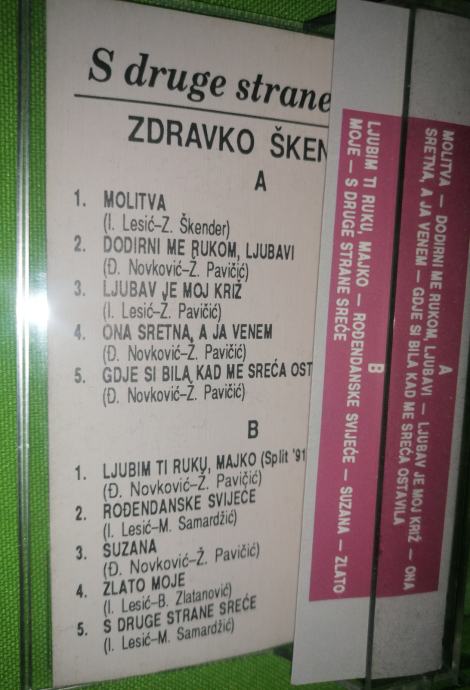 S druge strane
ZDRAVKO ŠKEN
A
1. MOLITVA
(I. Lesić–Z. Škender)
2. DODIRNI ME RUKOM, LJUBAVI
(Đ. Novković–Ž. Pavičić)
3. LJUBAV JE MOJ KRIŽ
(I. Lesić–Ž. Pavičić)
4. ONA SRETNA, A JA VENEM
(Đ. Novković–Ž. Pavičić)
5. GDJE SI BILA KAD ME SREĆA OST
(Đ. Novković–Ž. Pavičić)
B
1. LJUBIM TI RUKU, MAJKO (Split '91
(Đ. Novković–Ž. Pavičić)
2. ROĐENDANSKE SVIJEĆE
(I. Lesić–M. Samardžić)
3. SUZANA
(Đ. Novković–Ž. Pavičić)
4. ZLATO MOJE
(I. Lesić–B. Zlatanović)
5. S DRUGE STRANE SREĆE
(I. Lesić–M. Samardžić)
A
MOLITVA — DODIRNI ME RUKOM, LJUBAVI — LJUBAV JE MOJ KRIŽ — ONA
SRETNA, A JA VENEM — GDJE SI BILA KAD ME SREĆA OSTAVILA
B
LJUBIM TI RUKU, MAJKO — ROĐENDANSKE SVIJEĆE — SUZANA — ZLATO
MOJE — S DRUGE STRANE SREĆE